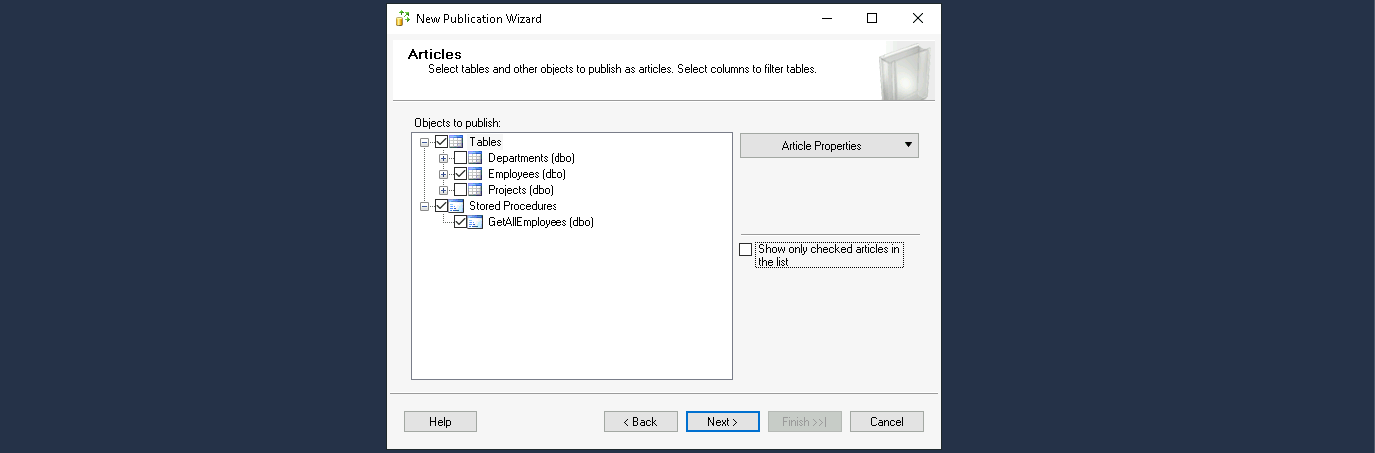 New Publication Wizard
Articles
Select tables and other objects to publish as articles. Select columns to filter tables.
Objects to publish:
Tables
Departments (dbo)
Employees (dbo)
Projects (dbo)
Stored Procedures
GetAllEmployees (dbo)
Article Properties
Show only checked articles in
the list
Help
< Back
Next >
Finish >>|
Cancel